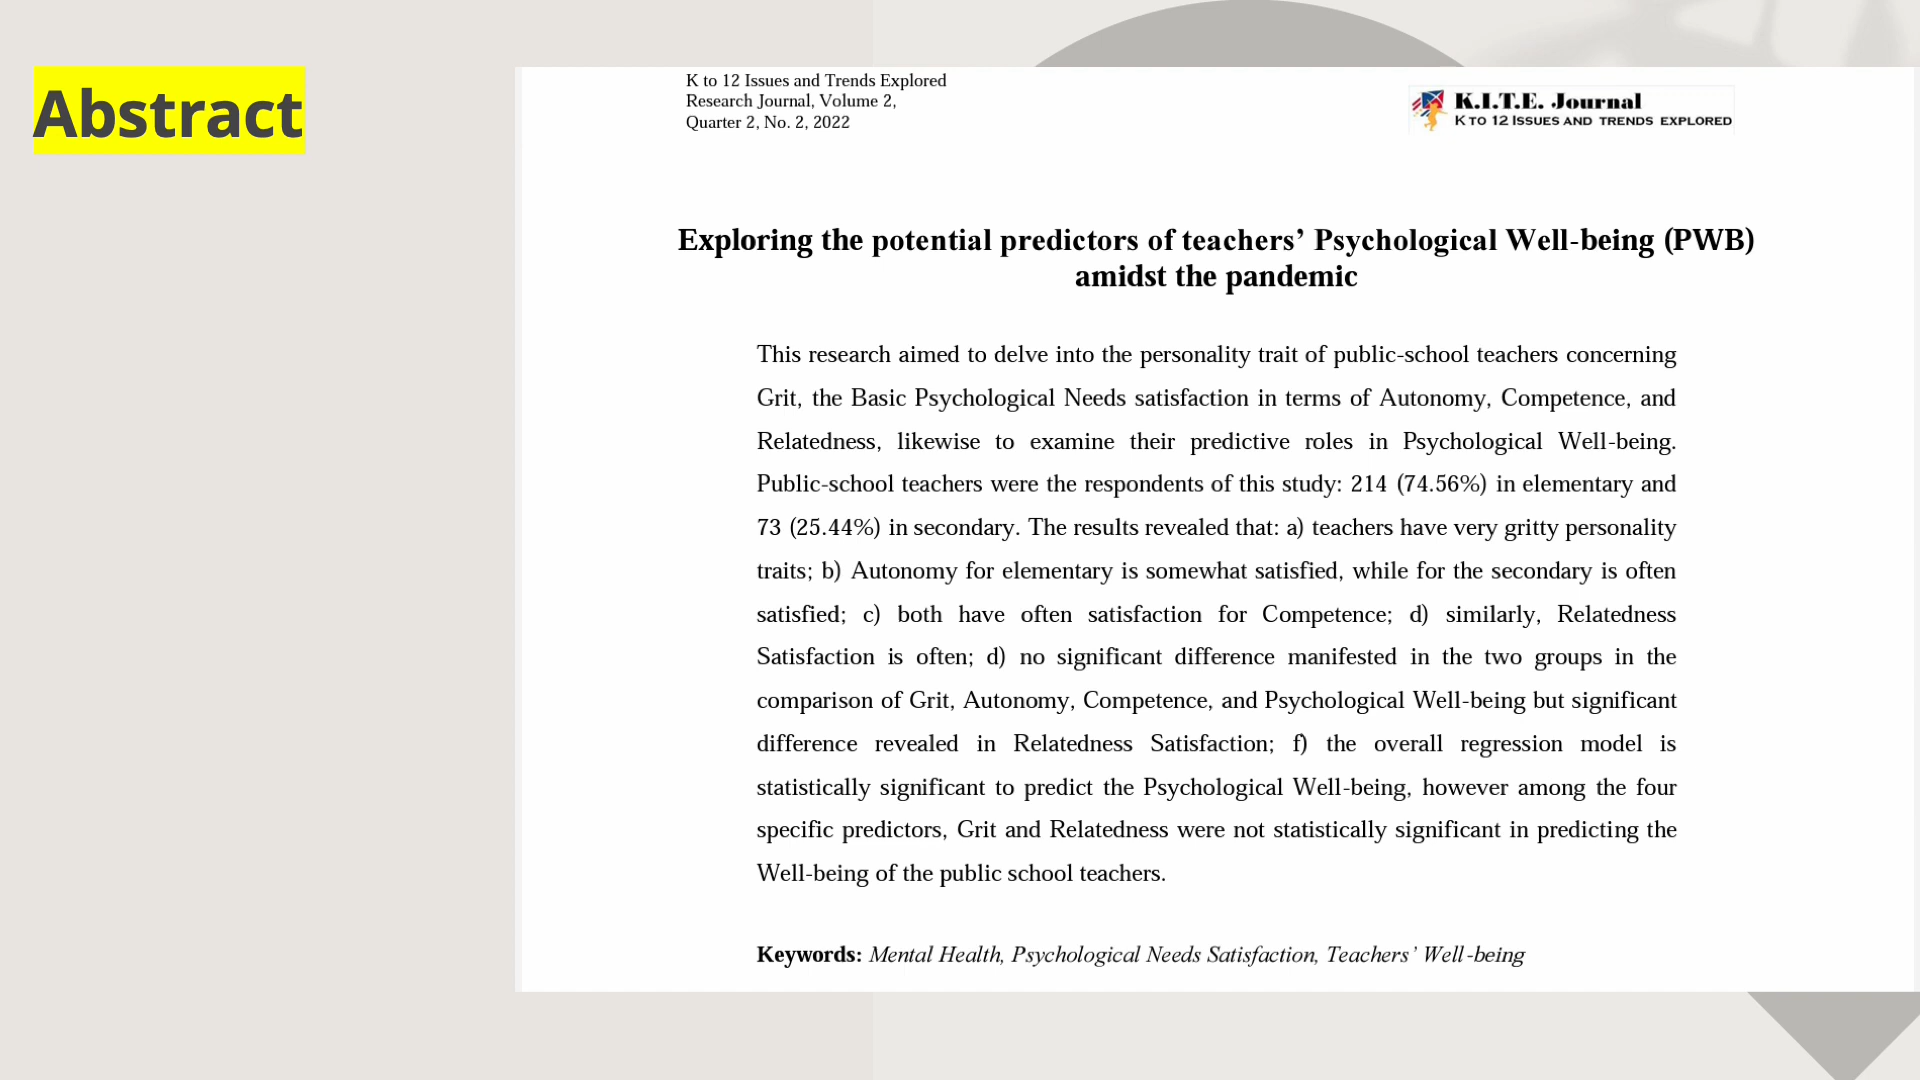 Abstract
K to 12 Issues and Trends Explored
Research Journal, Volume 2,
Quarter 2, No. 2, 2022
K.I.T.E. Journal
K TO 12 ISSUES AND TRENDS EXPLORED
Exploring the potential predictors of teachers’ Psychological Well-being (PWB)
amidst the pandemic
This research aimed to delve into the personality trait of public-school teachers concerning
Grit, the Basic Psychological Needs satisfaction in terms of Autonomy, Competence, and
Relatedness, likewise to examine their predictive roles in Psychological Well-being.
Public-school teachers were the respondents of this study: 214 (74.56%) in elementary and
73 (25.44%) in secondary. The results revealed that: a) teachers have very gritty personality
traits; b) Autonomy for elementary is somewhat satisfied, while for the secondary is often
satisfied; c) both have often satisfaction for Competence; d) similarly, Relatedness
Satisfaction is often; d) no significant difference manifested in the two groups in the
comparison of Grit, Autonomy, Competence, and Psychological Well-being but significant
difference revealed in Relatedness Satisfaction; f) the overall regression model is
statistically significant to predict the Psychological Well-being, however among the four
specific predictors, Grit and Relatedness were not statistically significant in predicting the
Well-being of the public school teachers.
Keywords: Mental Health, Psychological Needs Satisfaction, Teachers’ Well-being